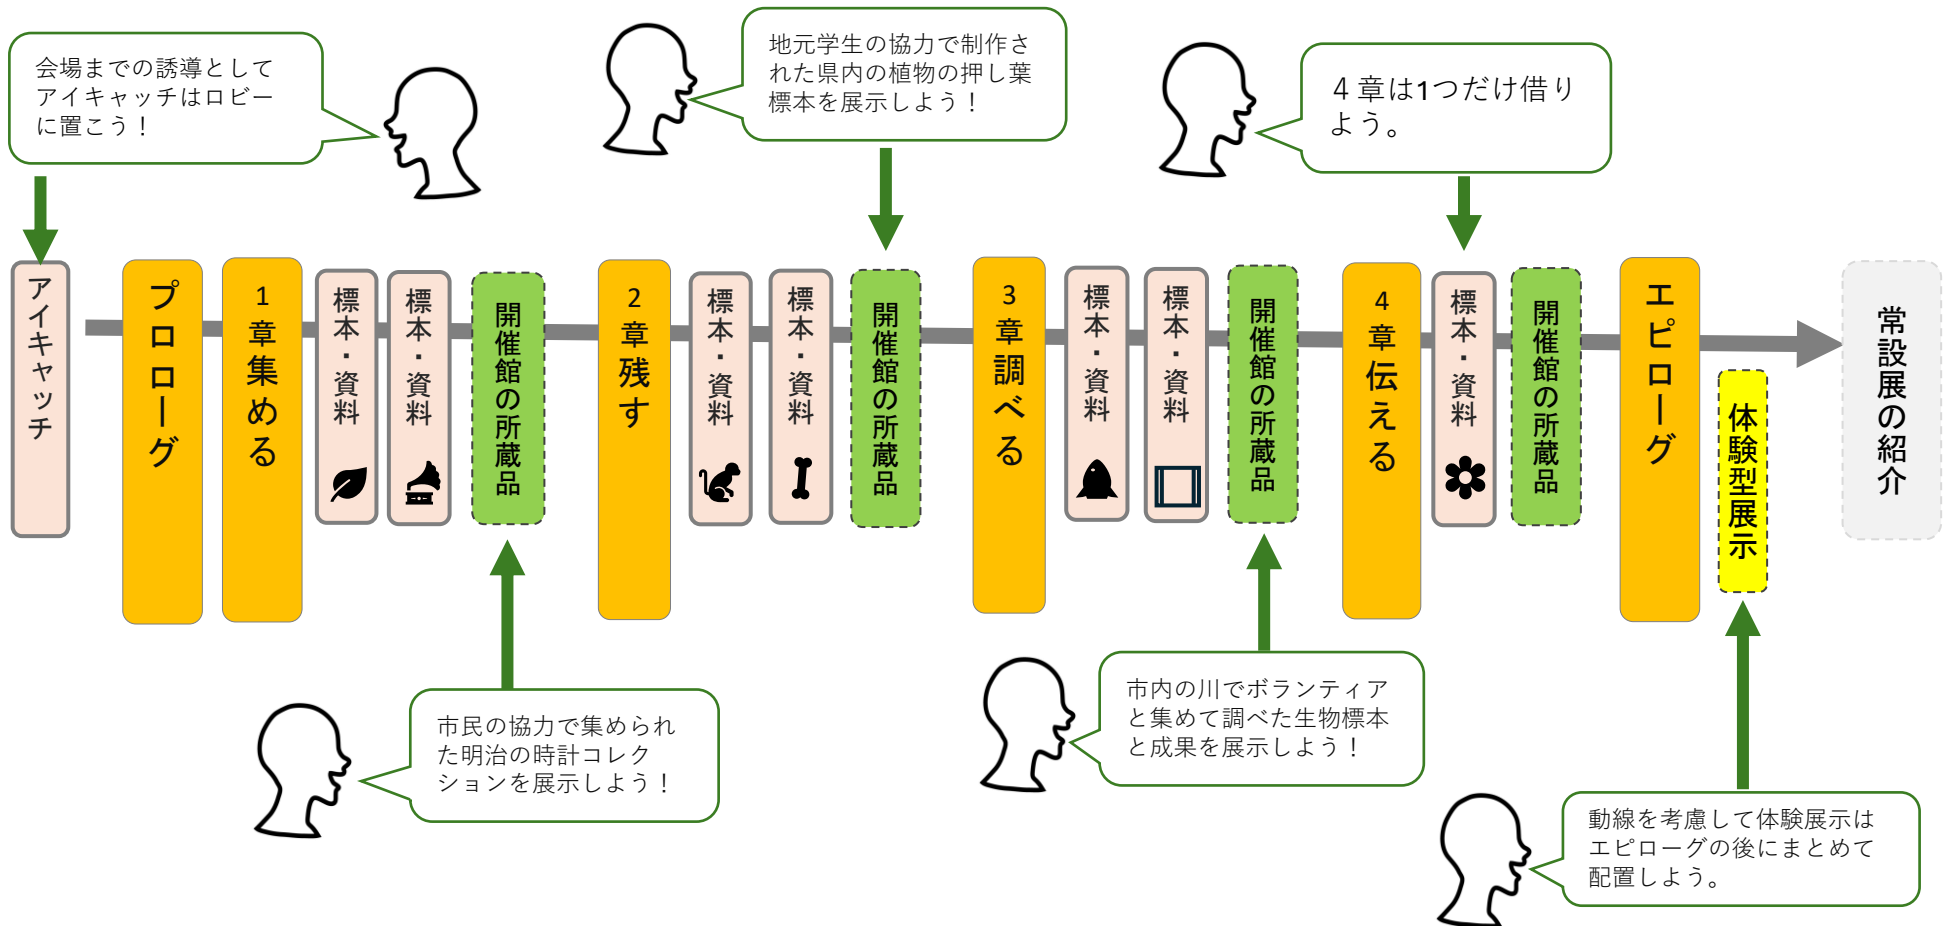 会場までの誘導として
アイキャッチはロビー
に置こう！
地元学生の協力で制作さ
れた県内の植物の押し葉
標本を展示しよう！
４章は1つだけ借り
よう。
アイキャッチ
プロローグ
1章集める
標本・資料
標本・資料
開催館の所蔵品
2章残す
標本・資料
標本・資料
開催館の所蔵品
3章調べる
標本・資料
標本・資料
開催館の所蔵品
4章伝える
標本・資料
開催館の所蔵品
エピローグ
体験型展示
常設展の紹介
市民の協力で集められ
た明治の時計コレク
ションを展示しよう！
市内の川でボランティア
と集めて調べた生物標本
と成果を展示しよう！
動線を考慮して体験展示は
エピローグの後にまとめて
配置しよう。